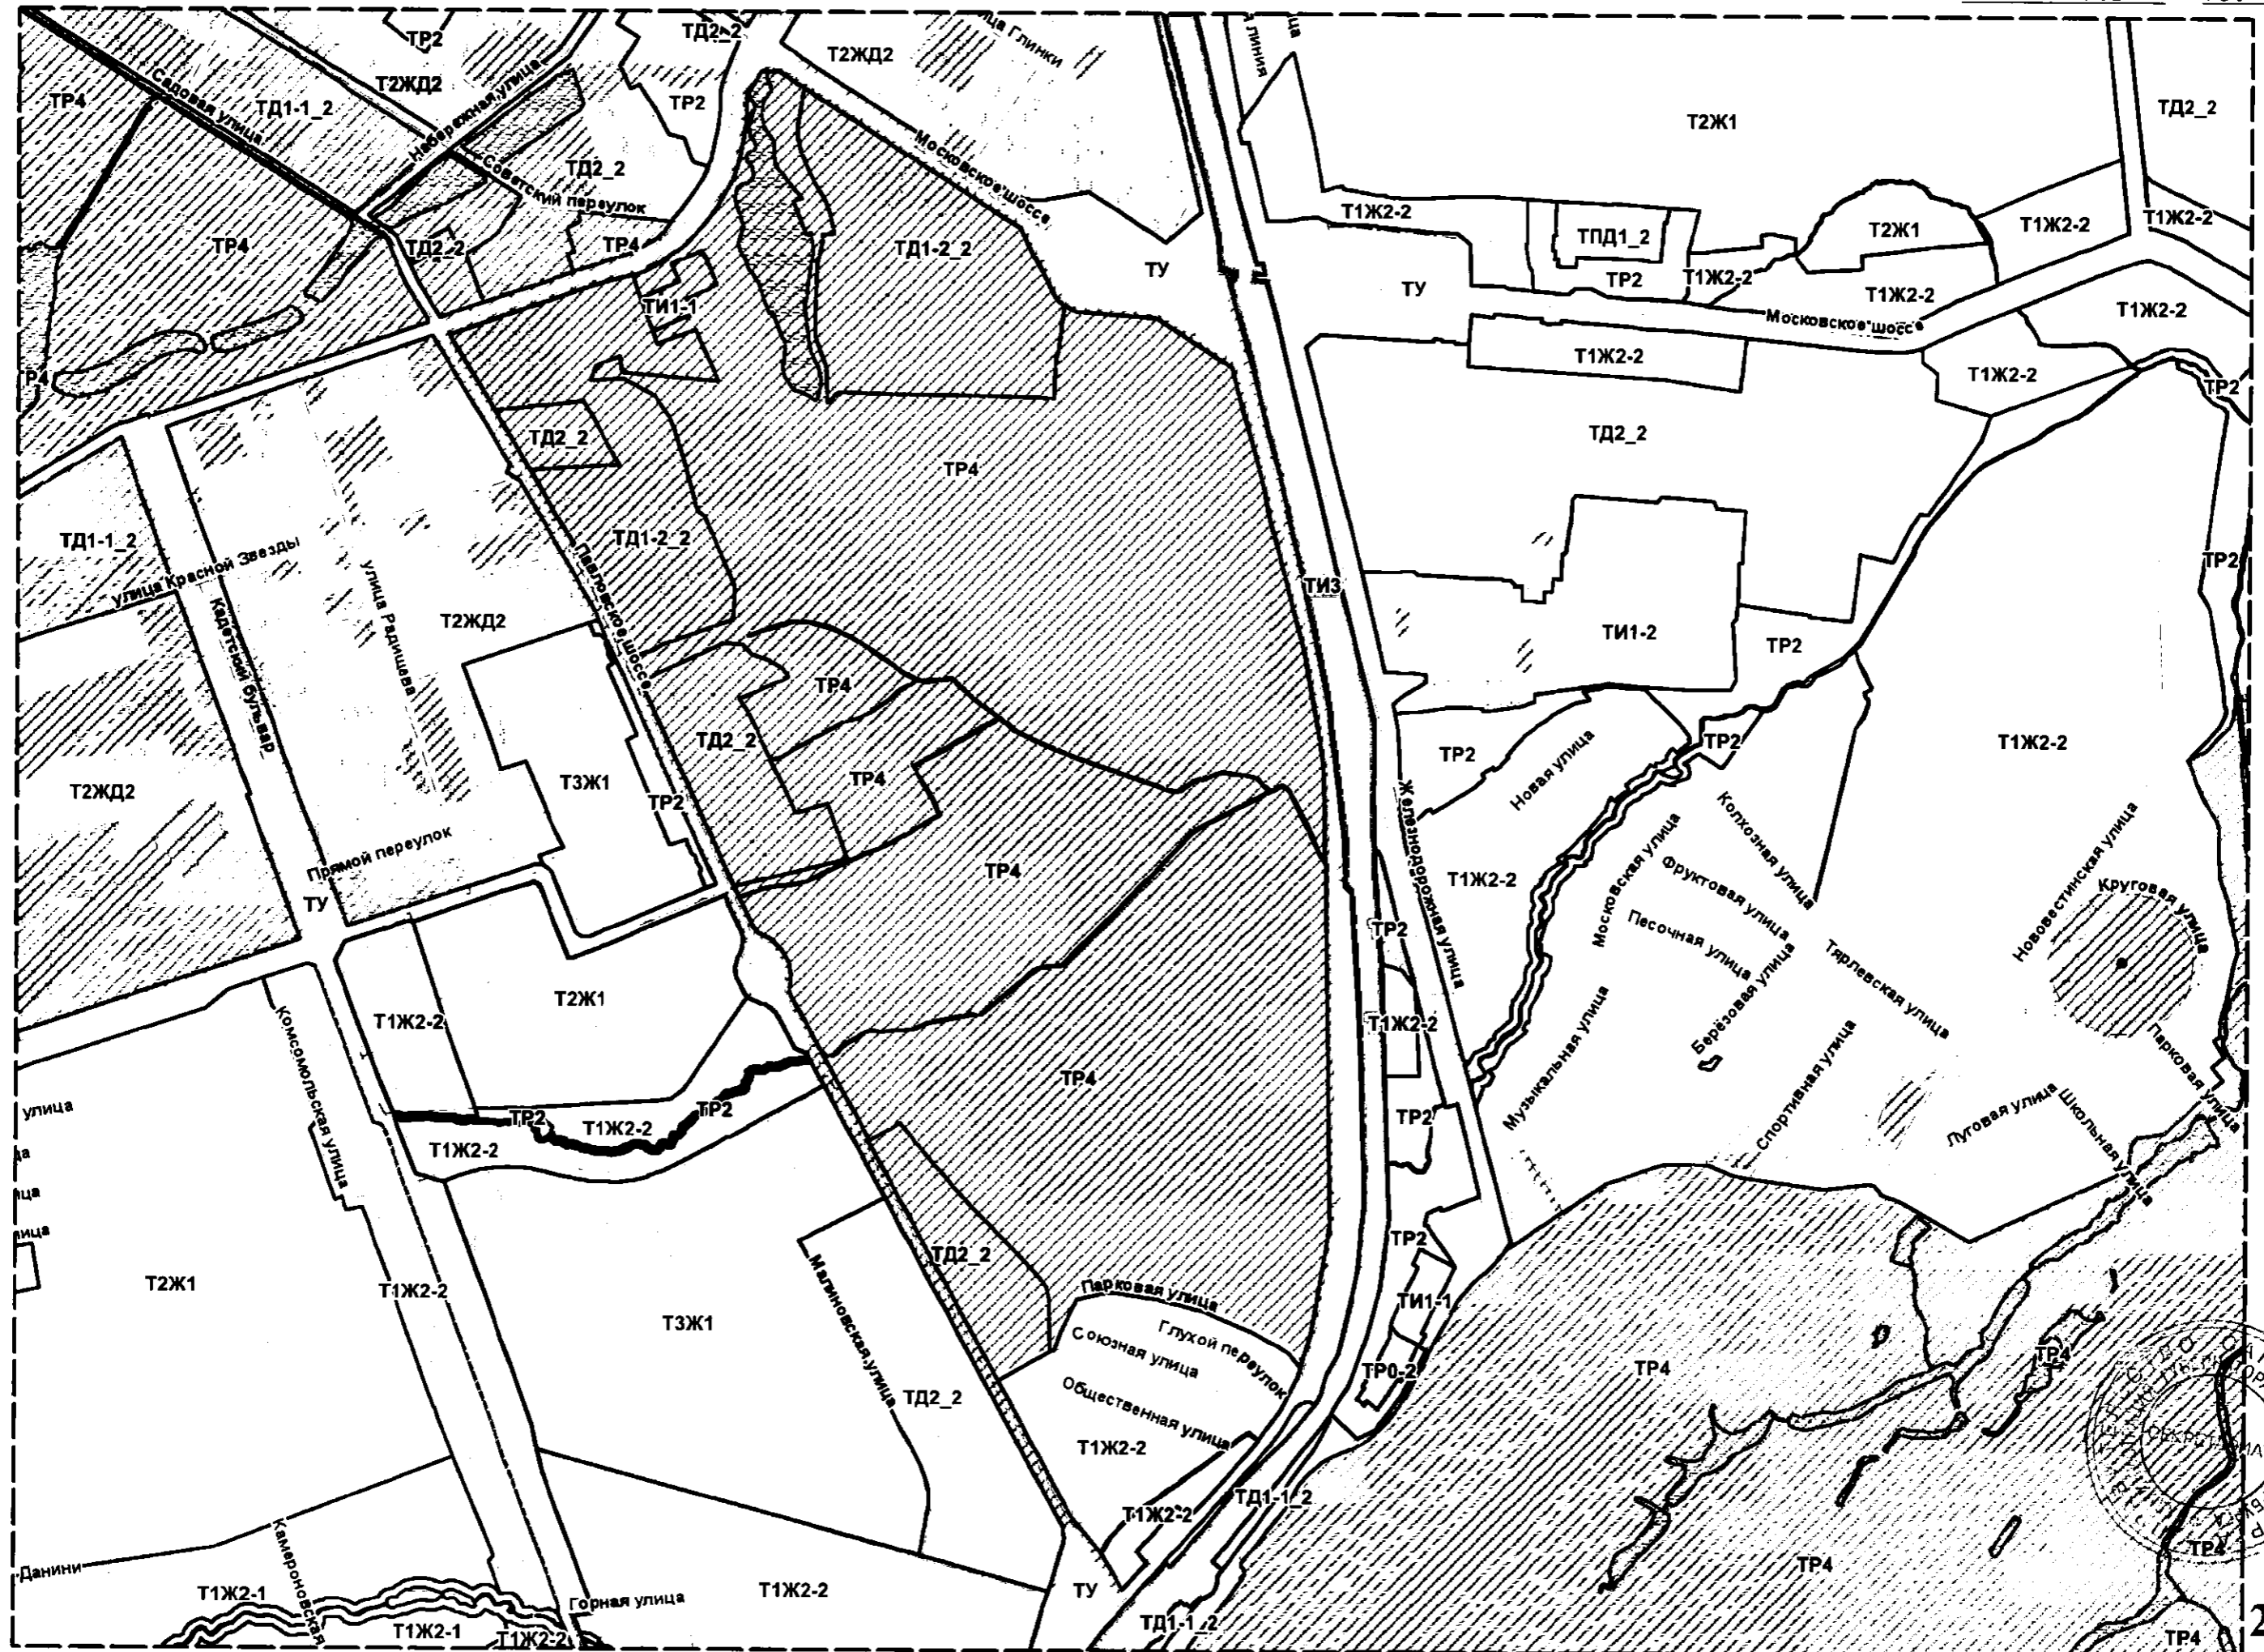 ТР2
ТД2_2
Т2ЖД2
улица Глинки
линия
ТР4
Садовая улица
ТД1-1_2
Т2ЖД2
Набережная улица
ТР2
Т2Ж1
ТД2_2
Советский переулок
ТД2_2
Московское шоссе
ТР4
ТД2_2
ТР4
ТД1-2_2
ТУ
Т1Ж2-2
ТПД1_2
ТР2
Т1Ж2-2
Т2Ж1
Т1Ж2-2
Т1Ж2-2
ТИ1-1
ТУ
Т1Ж2-2
Московское шоссе
Т1Ж2-2
Р4
Т1Ж2-2
Т1Ж2-2
ТР2
ТД2_2
ТР4
ТД2_2
ТД1-1_2
улица Красной Звезды
ТД1-2_2
Павловское шоссе
ТИ3
ТР2
улица Радищева
Кадетский бульвар
Т2ЖД2
ТИ1-2
ТР2
ТР4
ТД2_2
ТР4
ТР2
ТР2
Новая улица
Т1Ж2-2
Т2ЖД2
Т3Ж1
ТР2
Железнодорожная улица
Колхозная улица
Прямой переулок
ТУ
ТР4
Т1Ж2-2
Московская улица
Фруктовая улица
Песочная улица
Нововестинская улица
Круговая улица
ТР2
Берёзовая улица
Тярлевская улица
Т2Ж1
Т1Ж2-2
Т1Ж2-2
Комсомольская улица
ТР4
Музыкальная улица
Спортивная улица
Парковая улица
улица
ТР2
Т1Ж2-2
ТР2
ТР2
Луговая улица
Школьная улица
Т1Ж2-2
ица
ТР2
ТД2_2
Т2Ж1
Т1Ж2-2
Т3Ж1
Малиновская улица
Парковая улица
Глухой переулок
Союзная улица
ТИ1-1
ТР0-2
ТР4
ТР4
ТД2_2
Общественная улица
Т1Ж2-2
СЕКРЕТАРИА
Т1Ж2-2
ТД1-1_2
Данини
Камероновская
Т1Ж2-1
Горная улица
Т1Ж2-2
ТУ
ТР4
ТР4
Т1Ж2-1
Т1Ж2-2
ТД1-1_2
ТР4
2